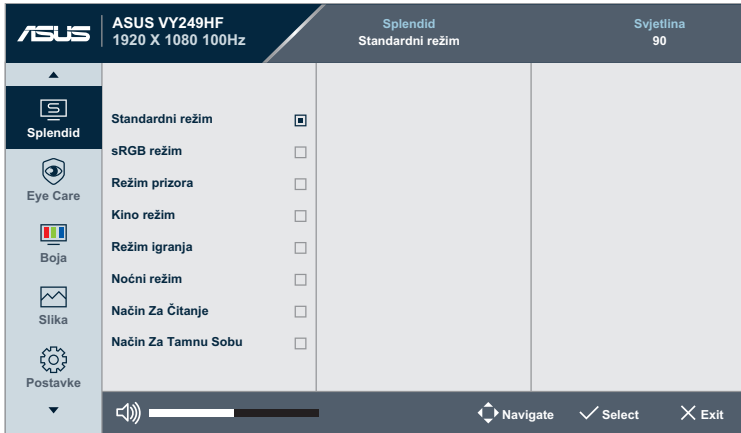 ASUS
ASUS VY249HF
1920 X 1080 100Hz
Splendid
Standardni režim
Svjetlina
90
Splendid
Eye Care
Boja
Slika
Postavke
Standardni režim
sRGB režim
Režim prizora
Kino režim
Režim igranja
Noćni režim
Način Za Čitanje
Način Za Tamnu Sobu
Navigate
Select
Exit